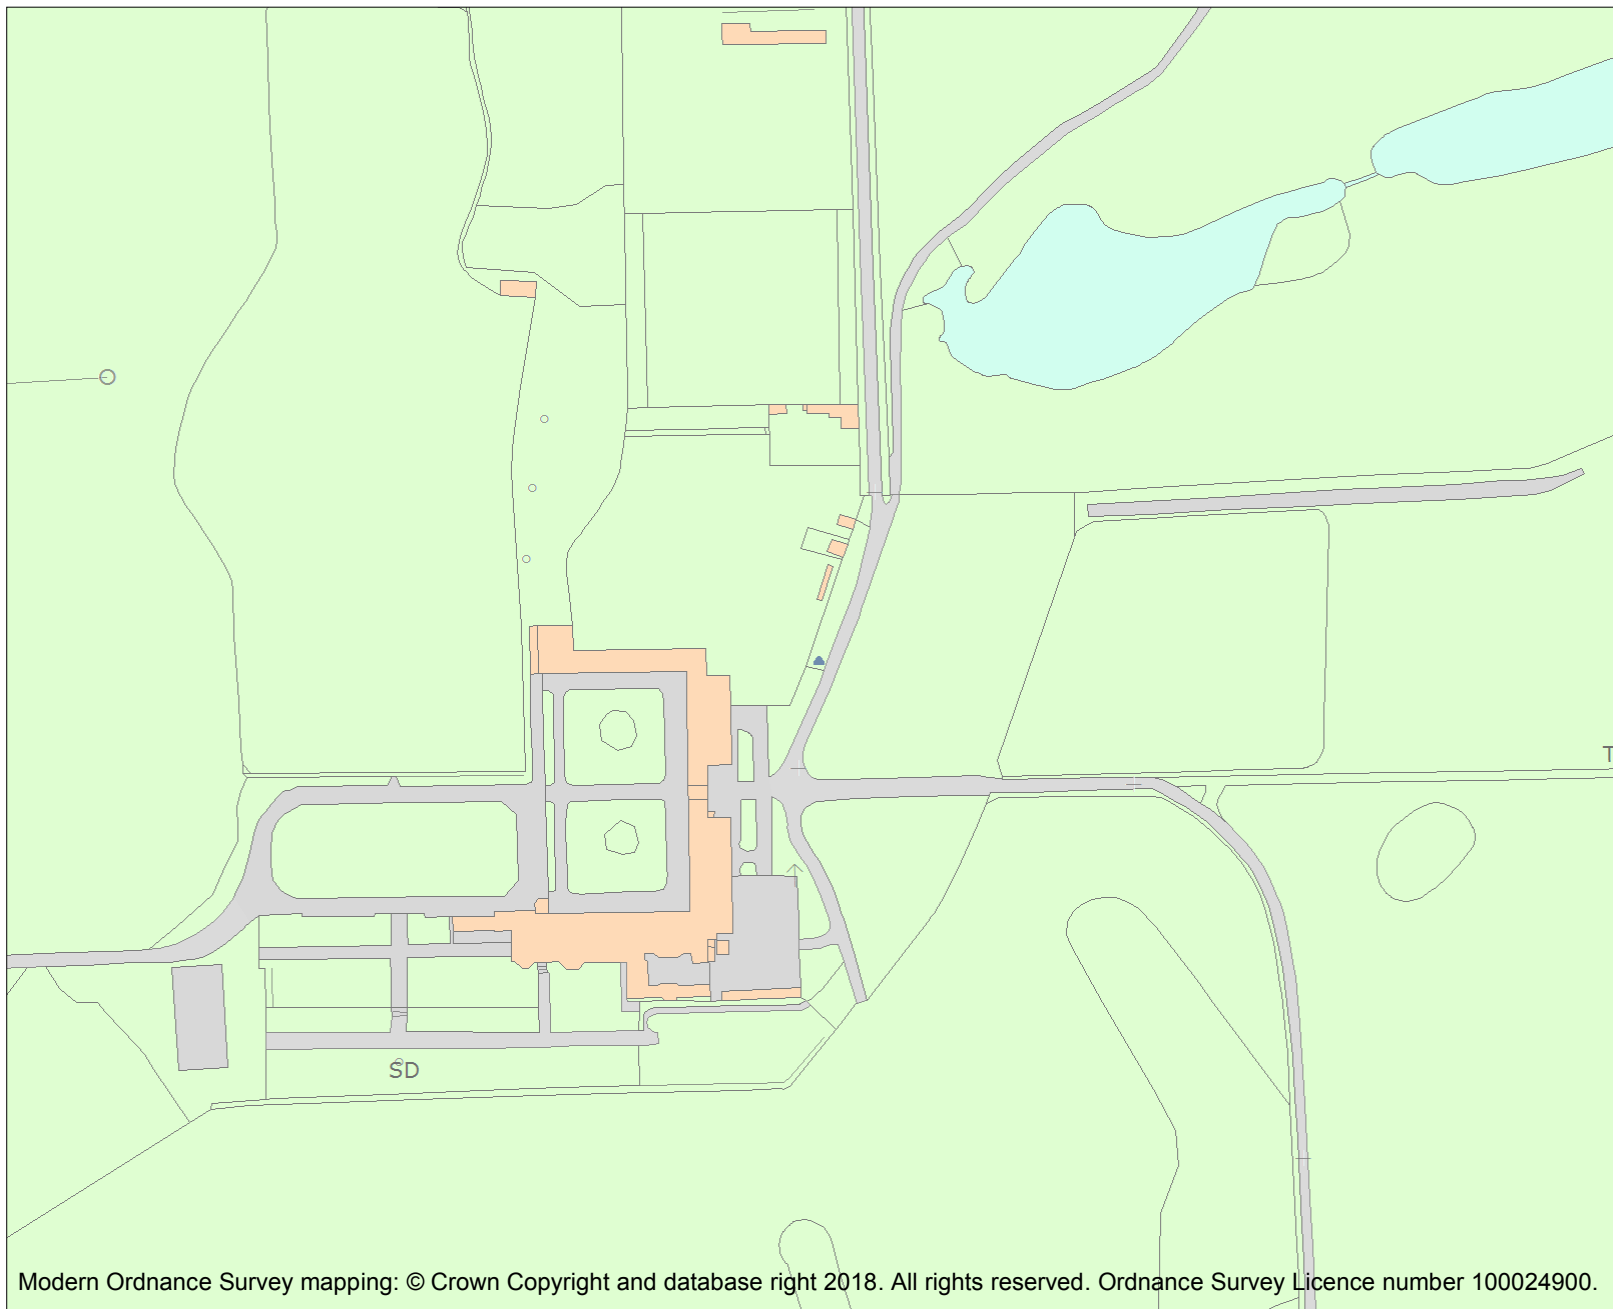 T
SD
Modern Ordnance Survey mapping: © Crown Copyright and database right 2018. All rights reserved. Ordnance Survey Licence number 100024900.